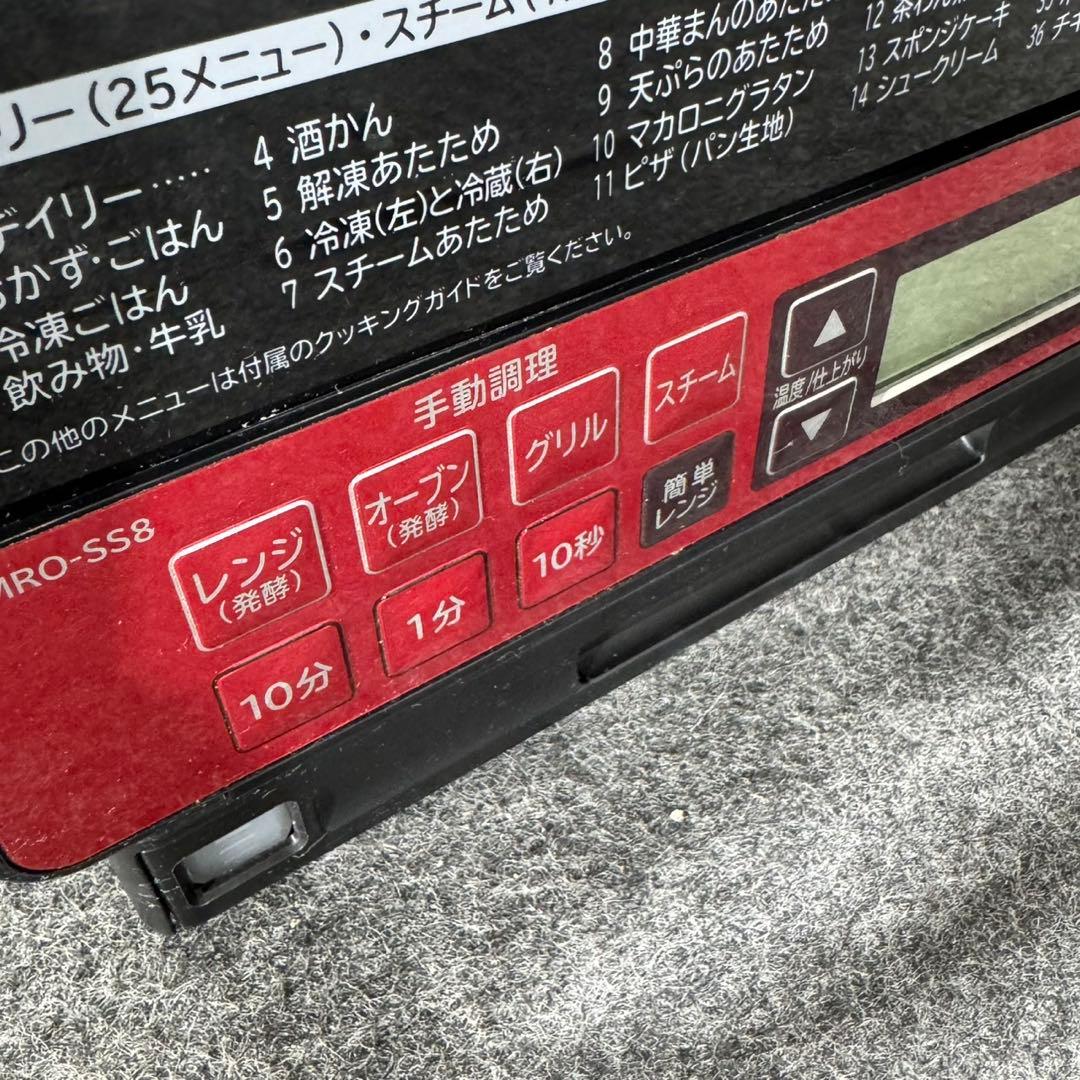 リー(25メニュー)・スチーム(
デイリー……
おかず・ごはん
冷凍ごはん
飲み物・牛乳
4 酒かん
5 解凍あたため
6 冷凍(左)と冷蔵(右)
7 スチームあたため
8 中華まんのあたため
9 天ぷらのあたため
10 マカロニグラタン
11 ピザ(パン生地)
12 茶わん
13 スポンジケーキ
14 シュークリーム
36 チキ
この他のメニューは付属のクッキングガイドをご覧ください。
MRO-SS8
手動調理
レンジ
(発酵)
オーブン
(発酵)
グリル
スチーム
▲
温度/仕上がり
▼
10分
1分
10秒
簡単
レンジ